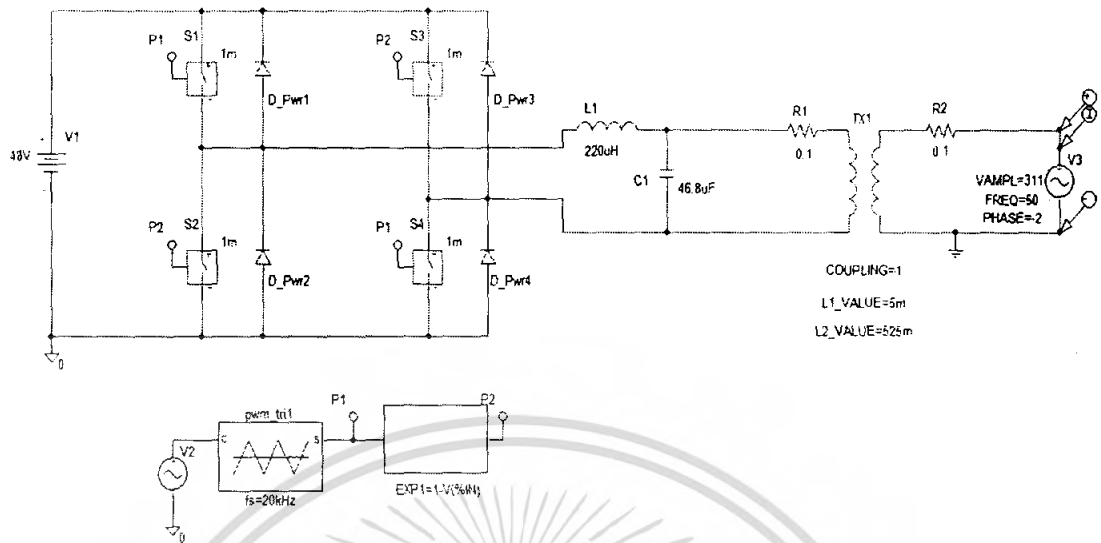 S1
P1
1m
D_Pwr1
S3
P2
1m
D_Pwr3
V1
S2
P2
1m
D_Pwr2
S4
P1
1m
D_Pwr4
0
L1
220uH
C1
46.8uF
R1
0.1
TX1
R2
0.1
V3
VAMPL=311
FREQ=50
PHASE=-2
COUPLING=1
L1_VALUE=5m
L2_VALUE=525m
pwm_tri1
V2
C
S
fs=20kHz
0
P1
P2
EXP1=1-V(%IN)